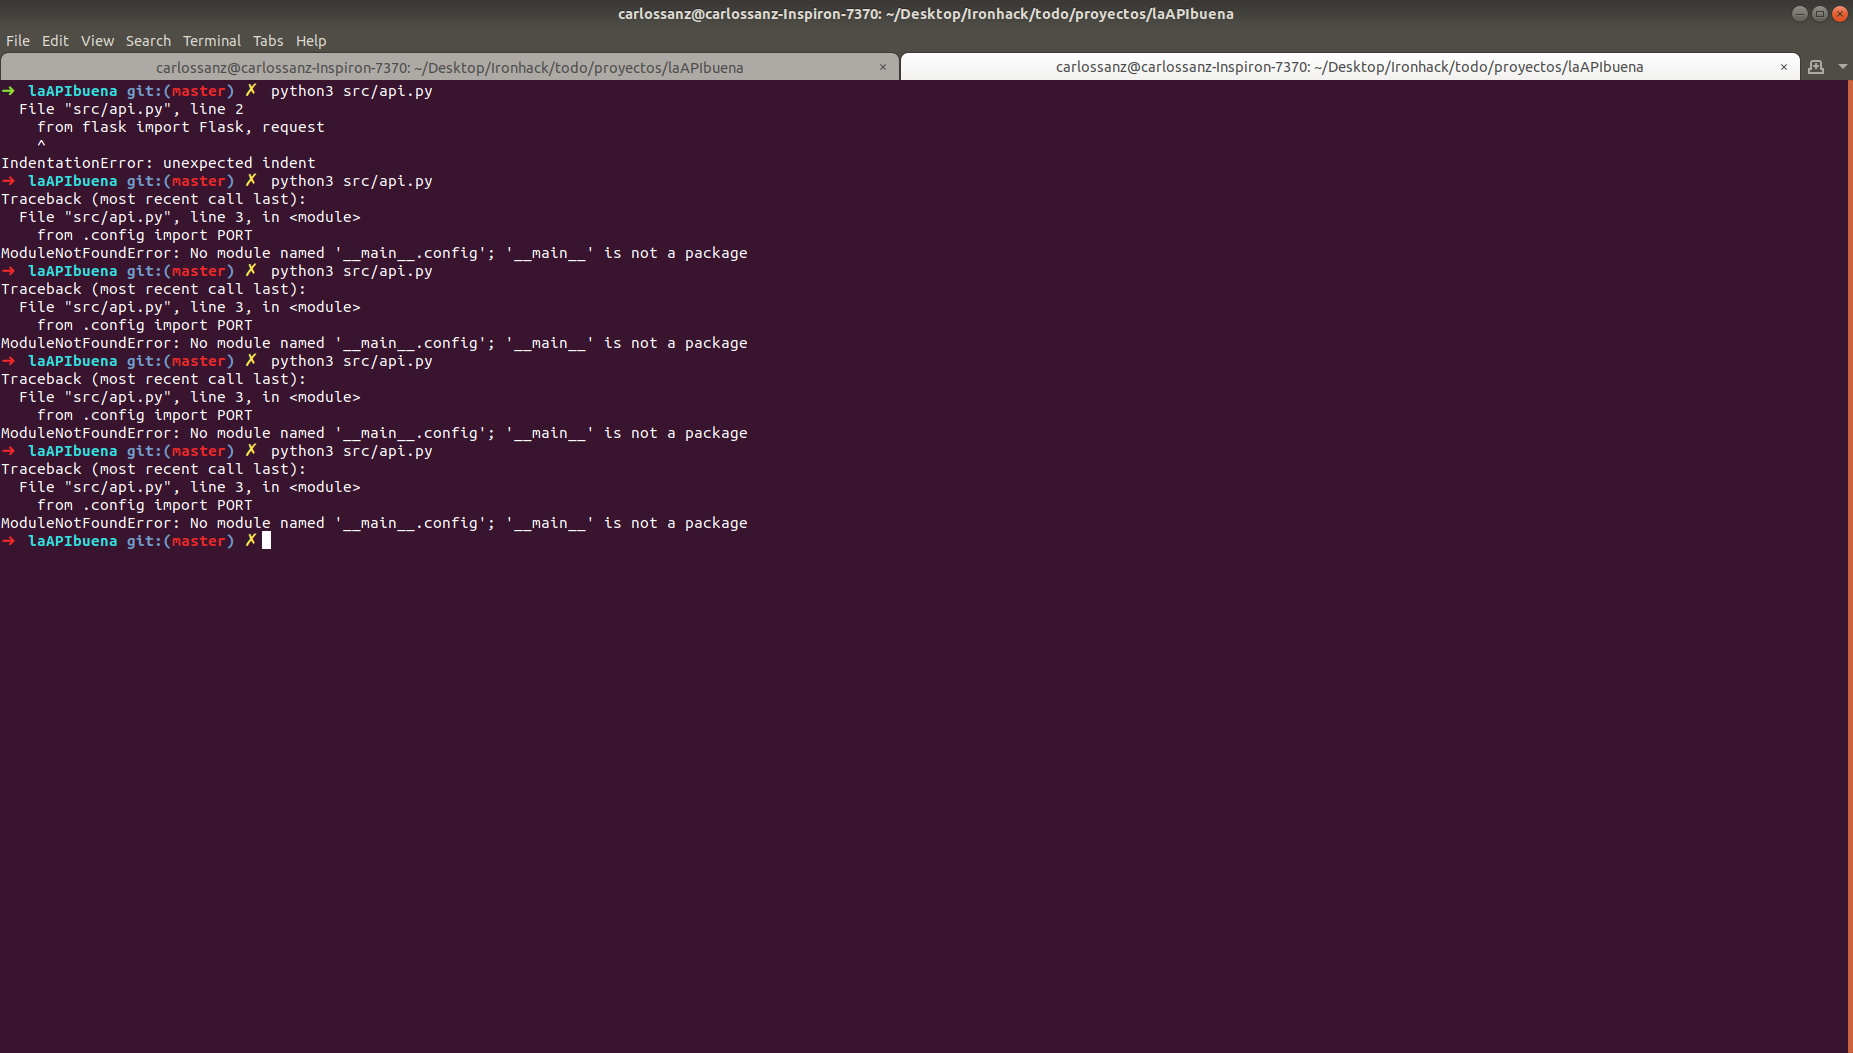 carlossanz@carlossanz-Inspiron-7370: ~/Desktop/Ironhack/todo/proyectos/laAPIbuena
File Edit View Search Terminal Tabs Help
carlossanz@carlossanz-Inspiron-7370: ~/Desktop/Ironhack/todo/proyectos/laAPIbuena × carlossanz@carlossanz-Inspiron-7370: ~/Desktop/Ironhack/todo/proyectos/laAPIbuena ×
➜ laAPIbuena git:(master) ✗ python3 src/api.py
  File "src/api.py", line 2
    from flask import Flask, request
    ^
IndentationError: unexpected indent
➜ laAPIbuena git:(master) ✗ python3 src/api.py
Traceback (most recent call last):
  File "src/api.py", line 3, in <module>
    from .config import PORT
ModuleNotFoundError: No module named '__main__.config'; '__main__' is not a package
➜ laAPIbuena git:(master) ✗ python3 src/api.py
Traceback (most recent call last):
  File "src/api.py", line 3, in <module>
    from .config import PORT
ModuleNotFoundError: No module named '__main__.config'; '__main__' is not a package
➜ laAPIbuena git:(master) ✗ python3 src/api.py
Traceback (most recent call last):
  File "src/api.py", line 3, in <module>
    from .config import PORT
ModuleNotFoundError: No module named '__main__.config'; '__main__' is not a package
➜ laAPIbuena git:(master) ✗ python3 src/api.py
Traceback (most recent call last):
  File "src/api.py", line 3, in <module>
    from .config import PORT
ModuleNotFoundError: No module named '__main__.config'; '__main__' is not a package
➜ laAPIbuena git:(master) ✗